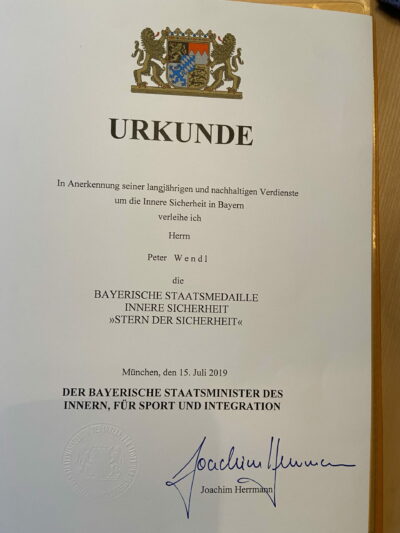 URKUNDE
In Anerkennung seiner langjährigen und nachhaltigen Verdienste
um die Innere Sicherheit in Bayern
verleihe ich
Herrn
Peter Wendl
die
BAYERISCHE STAATSMEDAILLE
INNERE SICHERHEIT
»STERN DER SICHERHEIT«
München, den 15. Juli 2019
DER BAYERISCHE STAATSMINISTER DES
INNERN, FÜR SPORT UND INTEGRATION
Joachim Herrmann
Joachim Herrmann